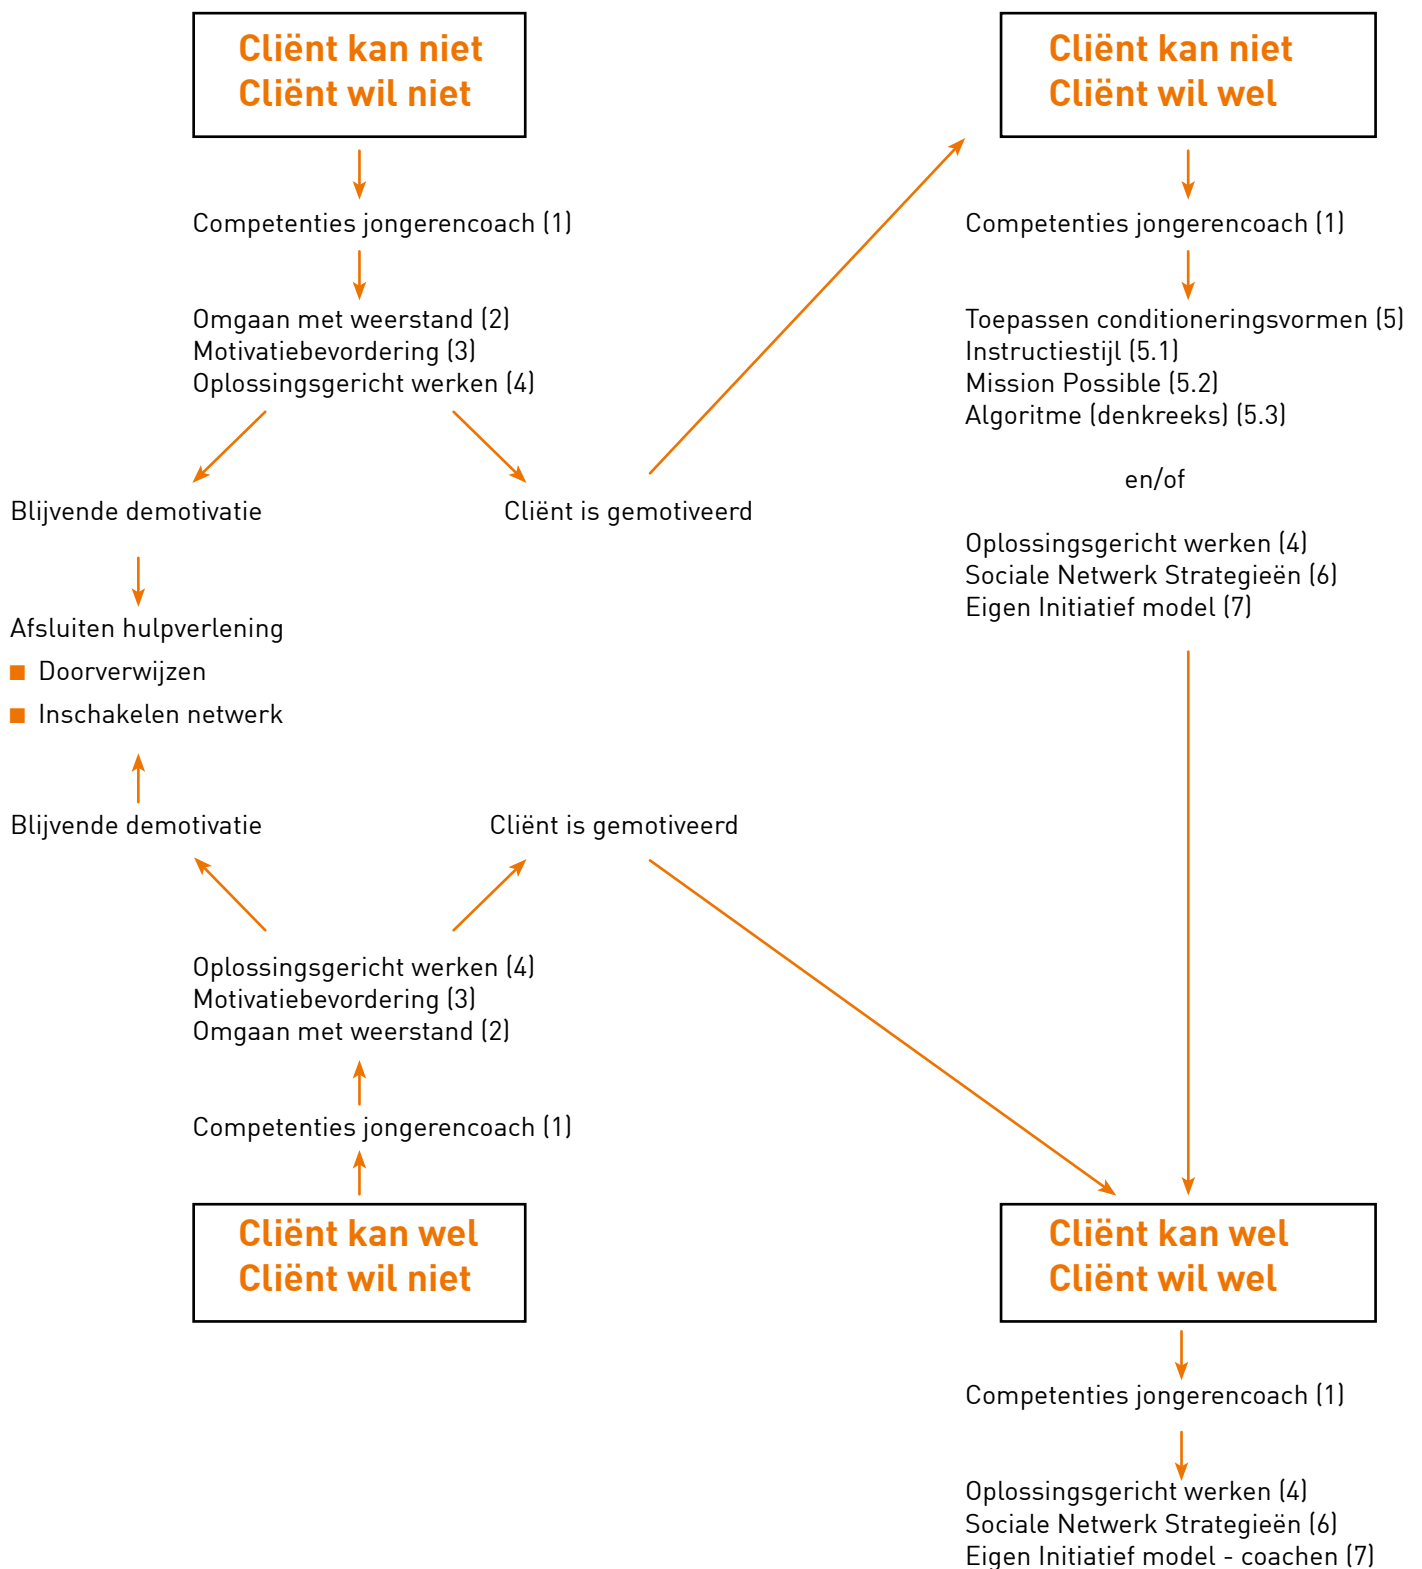 Cliënt kan niet
Cliënt wil niet
Competenties jongerencoach (1)
Omgaan met weerstand (2)
Motivatiebevordering (3)
Oplossingsgericht werken (4)
Blijvende demotivatie
Cliënt is gemotiveerd
Afsluiten hulpverlening
Doorverwijzen
Inschakelen netwerk
Blijvende demotivatie
Cliënt is gemotiveerd
Oplossingsgericht werken (4)
Motivatiebevordering (3)
Omgaan met weerstand (2)
Competenties jongerencoach (1)
Cliënt kan wel
Cliënt wil niet
Cliënt kan niet
Cliënt wil wel
Competenties jongerencoach (1)
Toepassen conditioneringsvormen (5)
Instructiestijl (5.1)
Mission Possible (5.2)
Algoritme (denkreeks) (5.3)
en/of
Oplossingsgericht werken (4)
Sociale Netwerk Strategieën (6)
Eigen Initiatief model (7)
Cliënt kan wel
Cliënt wil wel
Competenties jongerencoach (1)
Oplossingsgericht werken (4)
Sociale Netwerk Strategieën (6)
Eigen Initiatief model - coachen (7)